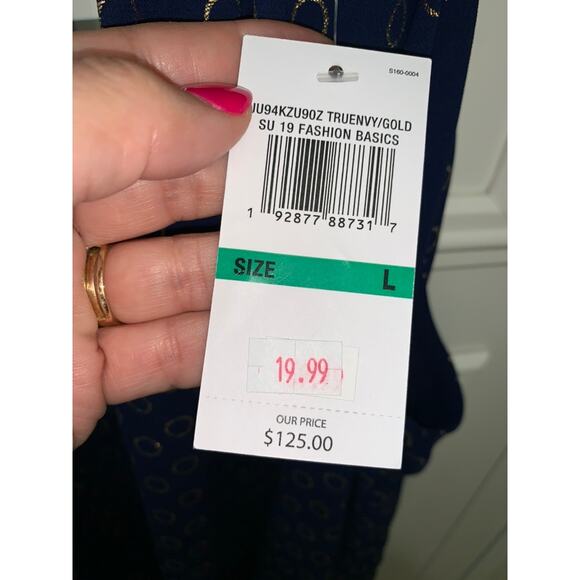 S160-0004
JU94KZU90Z TRUENVY/GOLD
SU 19 FASHION BASICS
1 92877 88731 7
SIZE L
19.99
OUR PRICE
$125.00